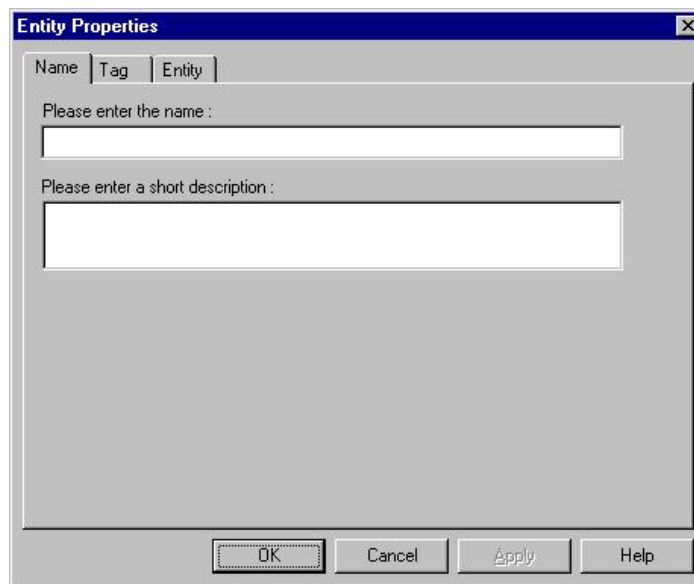 Entity Properties
Name Tag Entity
Please enter the name :
Please enter a short description :
OK Cancel Apply Help